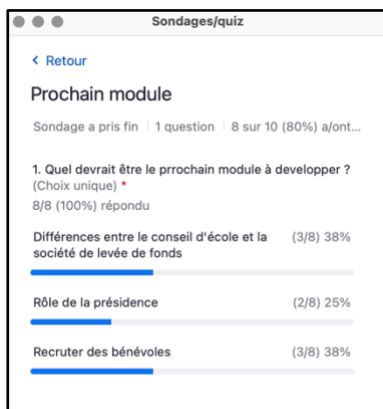 Sondages/quiz
Retour
Prochain module
Sondage a pris fin 1 question 8 sur 10 (80%) a/ont...
1. Quel devrait être le prrochain module à developper ?
(Choix unique) *
8/8 (100%) répondu
Différences entre le conseil d'école et la (3/8) 38%
société de levée de fonds
Rôle de la présidence (2/8) 25%
Recruter des bénévoles (3/8) 38%